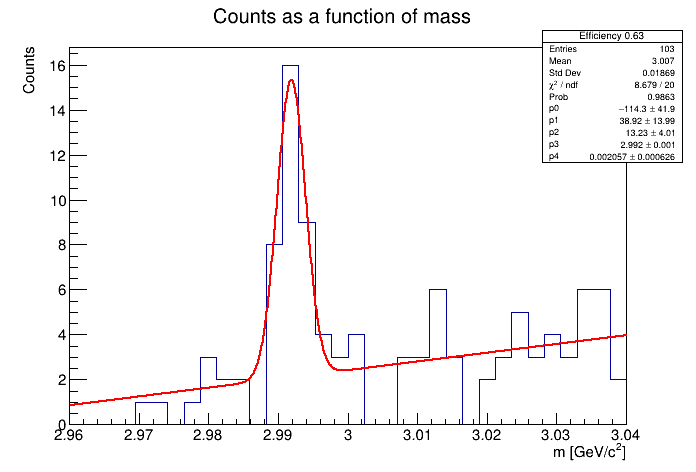 Counts as a function of mass
Efficiency 0.63
Entries 103
Mean 3.007
Std Dev 0.01869
χ² / ndf 8.679 / 20
Prob 0.9863
p0 −114.3 ± 41.9
p1 38.92 ± 13.99
p2 13.23 ± 4.01
p3 2.992 ± 0.001
p4 0.002057 ± 0.000626
Counts
16
14
12
10
8
6
4
2
0
2.96 2.97 2.98 2.99 3 3.01 3.02 3.03 3.04
m [GeV/c²]